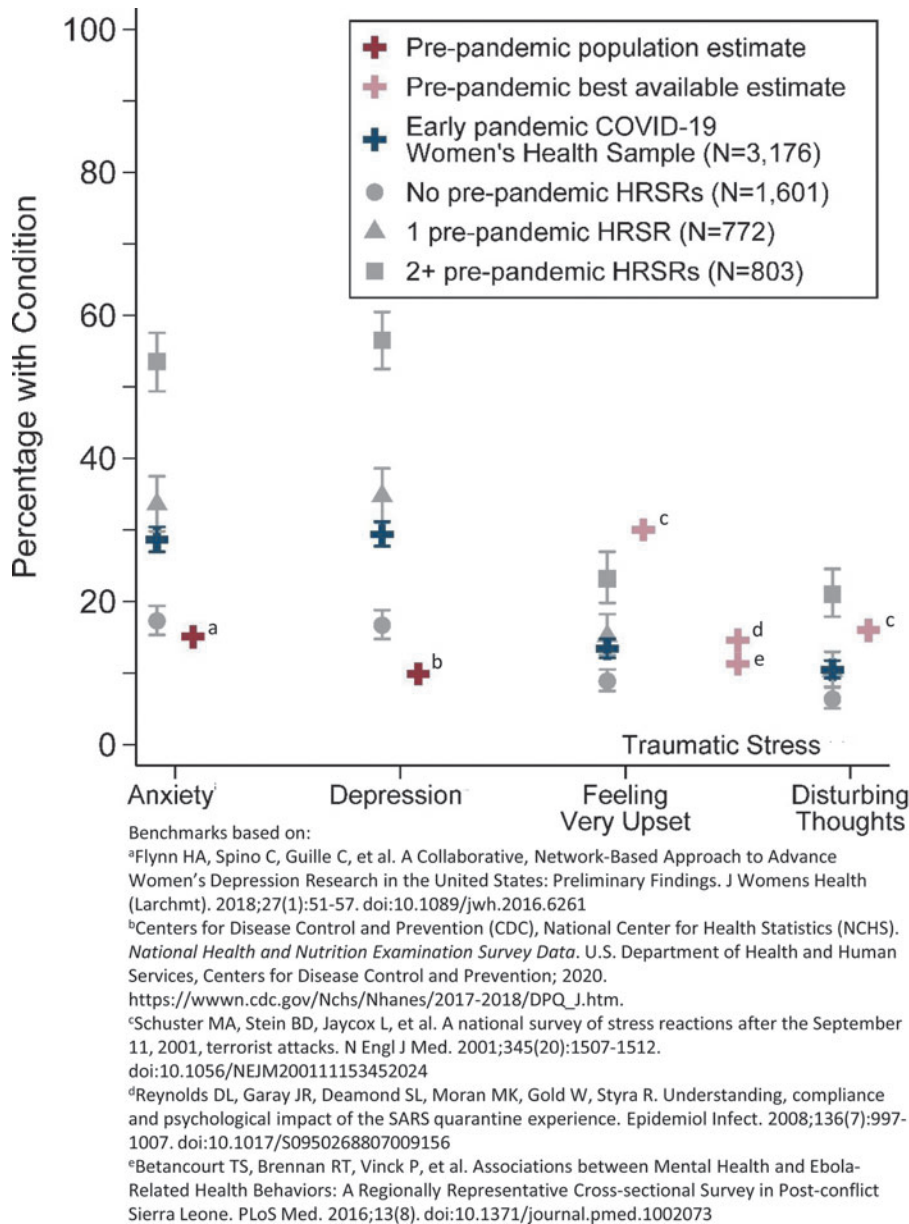 100
80
60
40
20
0
Percentage with Condition
Pre-pandemic population estimate
Pre-pandemic best available estimate
Early pandemic COVID-19
Women's Health Sample (N=3,176)
No pre-pandemic HRSRs (N=1,601)
1 pre-pandemic HRSR (N=772)
2+ pre-pandemic HRSRs (N=803)
a
b
c
d
e
c
Traumatic Stress
Anxiety
Depression
Feeling
Very Upset
Disturbing
Thoughts
Benchmarks based on:
ᵃFlynn HA, Spino C, Guille C, et al. A Collaborative, Network-Based Approach to Advance
Women's Depression Research in the United States: Preliminary Findings. J Womens Health
(Larchmt). 2018;27(1):51-57. doi:10.1089/jwh.2016.6261
ᵇCenters for Disease Control and Prevention (CDC), National Center for Health Statistics (NCHS).
National Health and Nutrition Examination Survey Data. U.S. Department of Health and Human
Services, Centers for Disease Control and Prevention; 2020.
https://wwwn.cdc.gov/Nchs/Nhanes/2017-2018/DPQ_J.htm.
ᶜSchuster MA, Stein BD, Jaycox L, et al. A national survey of stress reactions after the September
11, 2001, terrorist attacks. N Engl J Med. 2001;345(20):1507-1512.
doi:10.1056/NEJM200111153452024
ᵈReynolds DL, Garay JR, Deamond SL, Moran MK, Gold W, Styra R. Understanding, compliance
and psychological impact of the SARS quarantine experience. Epidemiol Infect. 2008;136(7):997-
1007. doi:10.1017/S0950268807009156
ᵉBetancourt TS, Brennan RT, Vinck P, et al. Associations between Mental Health and Ebola-
Related Health Behaviors: A Regionally Representative Cross-sectional Survey in Post-conflict
Sierra Leone. PLoS Med. 2016;13(8). doi:10.1371/journal.pmed.1002073